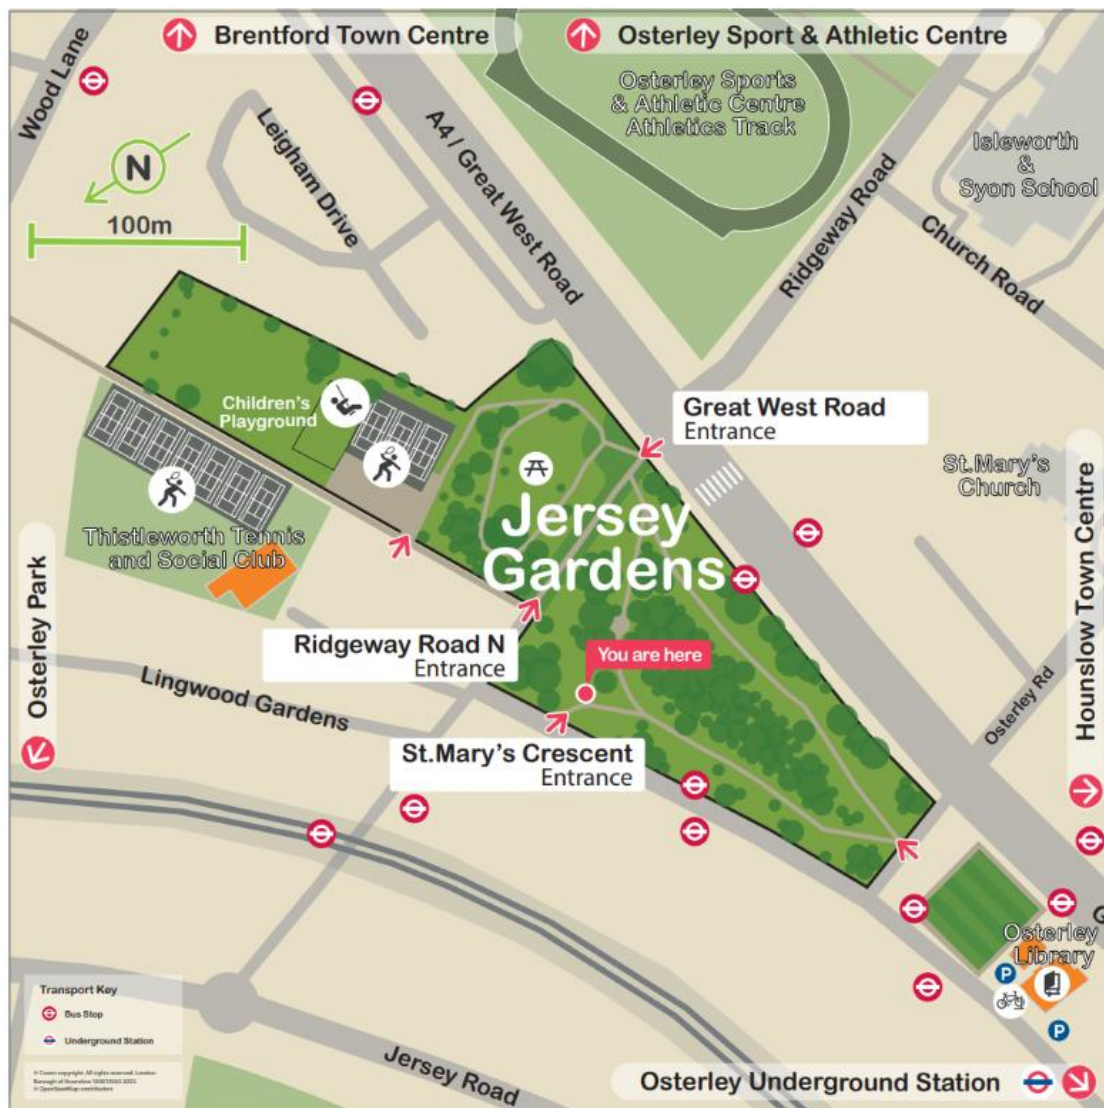 Brentford Town Centre
Osterley Sport & Athletic Centre
Wood Lane
Leigham Drive
A4 / Great West Road
Osterley Sports
& Athletic Centre
Athletics Track
Isleworth
&
Syon School
Ridgeway Road
Church Road
N
100m
Children's
Playground
Great West Road
Entrance
St.Mary's
Church
Jersey
Gardens
Thistleworth Tennis
and Social Club
Osterley Park
Hounslow Town Centre
Ridgeway Road N
Entrance
You are here
Lingwood Gardens
Osterley Rd
St.Mary's Crescent
Entrance
G
Osterley
Library
P
P
Transport Key
Bus Stop
Underground Station
Jersey Road
Osterley Underground Station